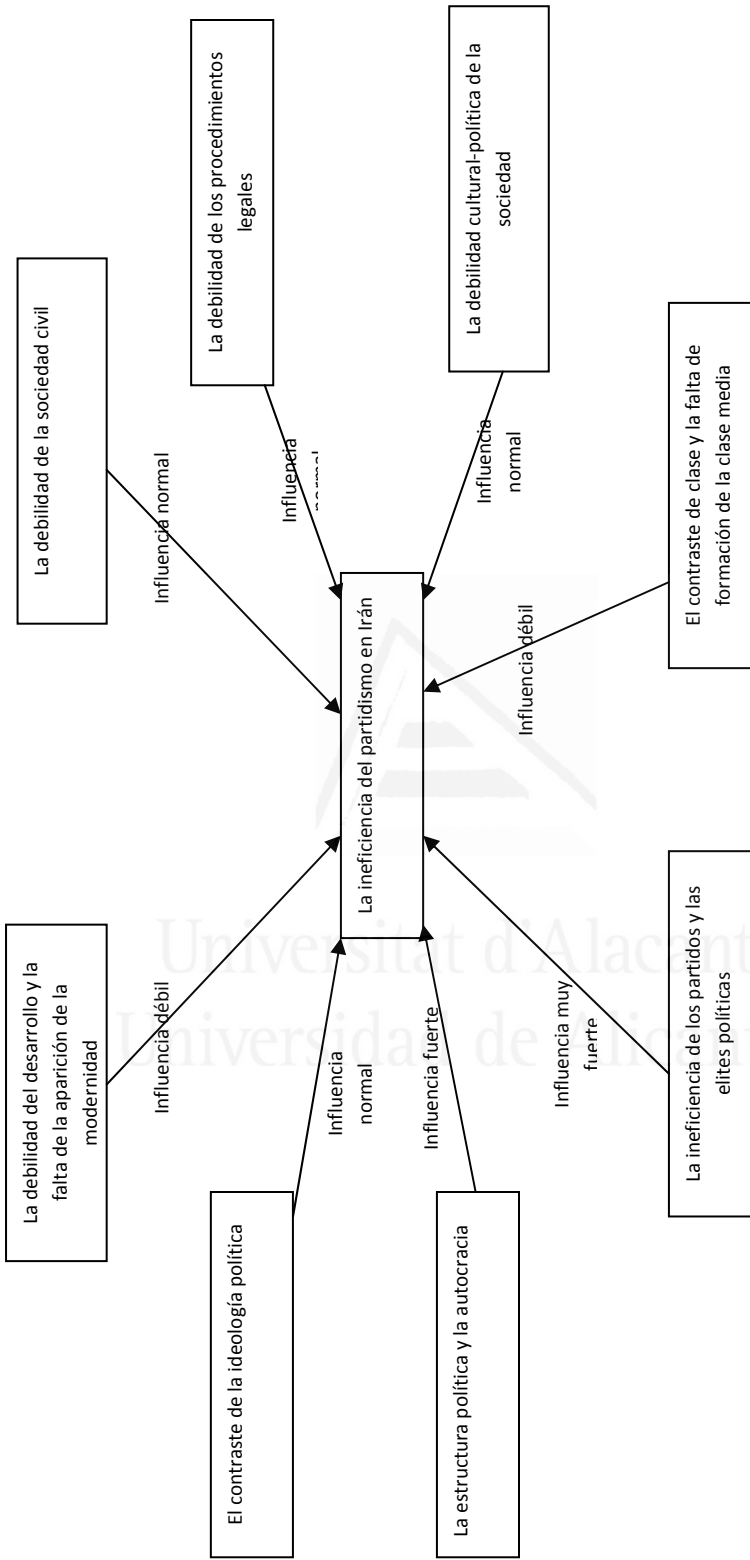 La debilidad del desarrollo y la
falta de la aparición de la
modernidad
La debilidad de la sociedad civil
Influencia débil
Influencia normal
El contraste de la ideología política
La debilidad de los procedimientos
legales
Influencia
normal
Influencia
normal
La ineficiencia del partidismo en Irán
Influencia fuerte
La estructura política y la autocracia
La debilidad cultural-política de la
sociedad
Influencia
normal
Influencia débil
Influencia muy
fuerte
La ineficiencia de los partidos y las
elites políticas
El contraste de clase y la falta de
formación de la clase media
Universitat d'Alacant
Universidad de Alicante